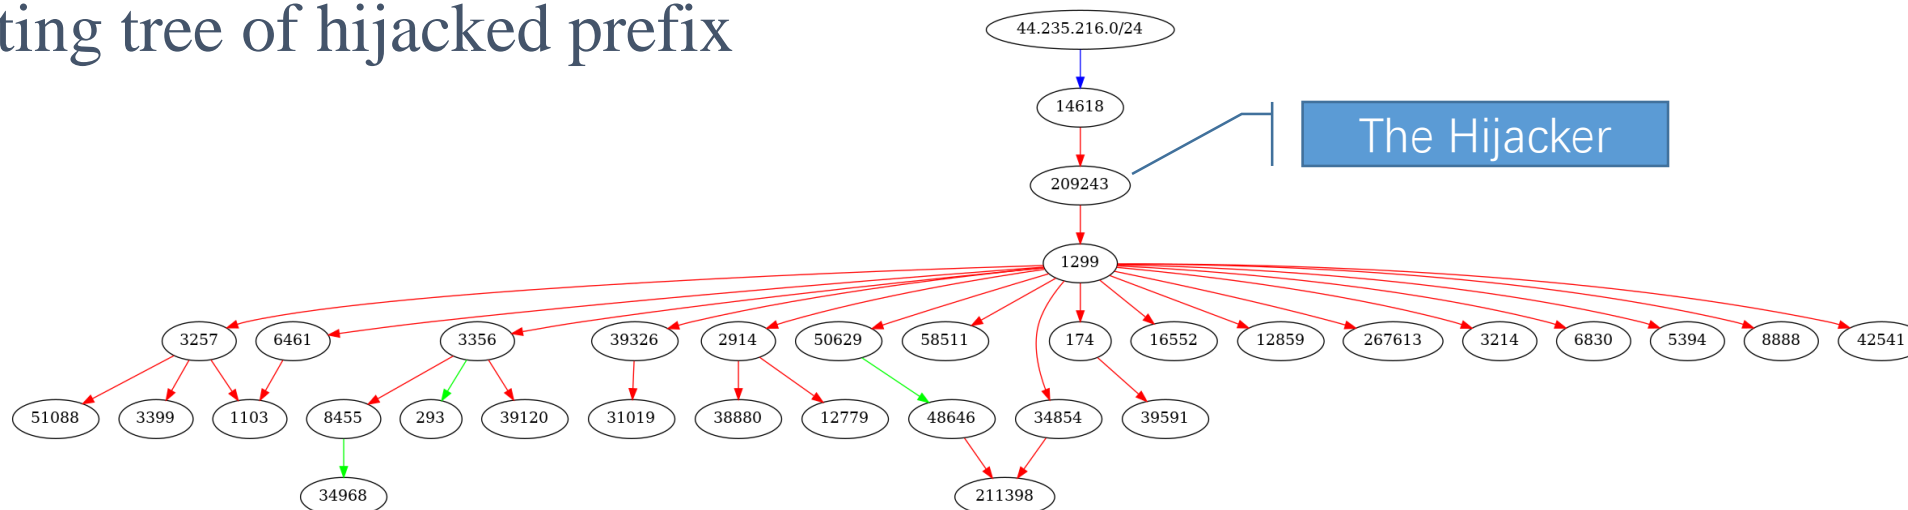 ting tree of hijacked prefix
44.235.216.0/24
14618
The Hijacker
209243
1299
3257 6461 3356 39326 2914 50629 58511 174 16552 12859 267613 3214 6830 5394 8888 42541
51088 3399 1103 8455 293 39120 31019 38880 12779 48646 34854 39591
34968 211398